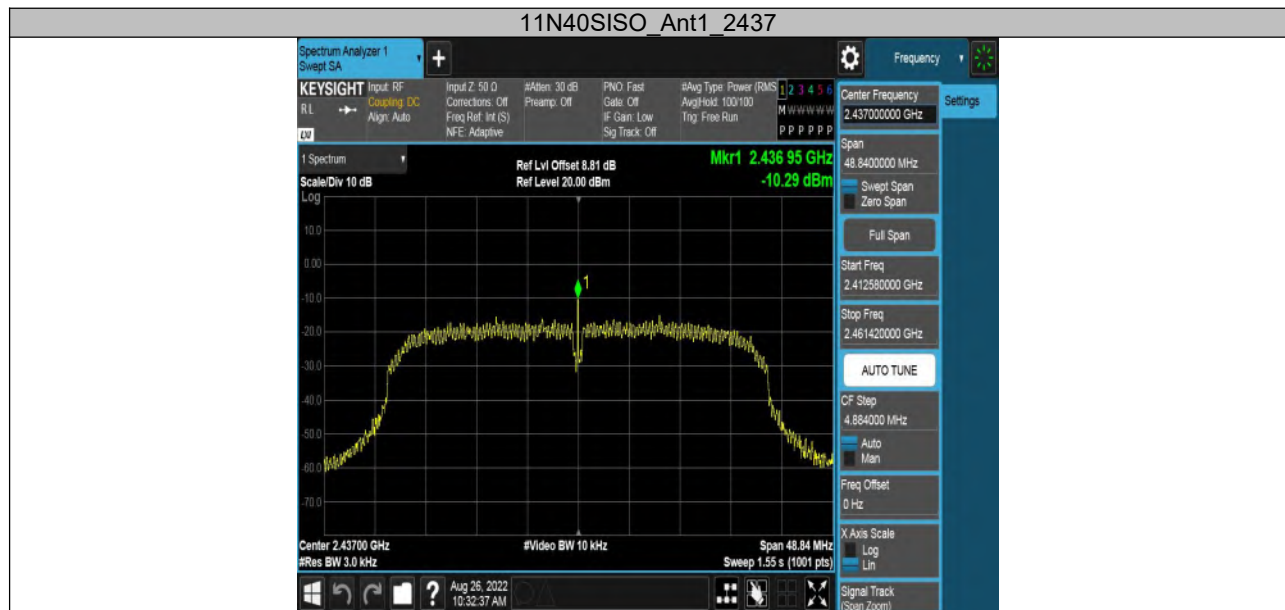 11N40SISO_Ant1_2437
Spectrum Analyzer 1
Swept SA
+
Frequency
KEYSIGHT
R L
LXI
Input: RF
Coupling: DC
Align: Auto
Input Z: 50 Ω
Corrections: Off
Freq Ref: Int (S)
NFE: Adaptive
#Atten: 30 dB
Preamp: Off
PNO: Fast
Gate: Off
IF Gain: Low
Sig Track: Off
#Avg Type: Power (RMS
Avg|Hold: 100/100
Trig: Free Run
1 2 3 4 5 6
M W W W W W
P P P P P P
1 Spectrum
Scale/Div 10 dB
Log
Ref Lvl Offset 8.81 dB
Ref Level 20.00 dBm
Mkr1 2.436 95 GHz
-10.29 dBm
10.0
0.00
-10.0
-20.0
-30.0
-40.0
-50.0
-60.0
-70.0
1
Center 2.43700 GHz
#Res BW 3.0 kHz
#Video BW 10 kHz
Span 48.84 MHz
Sweep 1.55 s (1001 pts)
?
Aug 26, 2022
10:32:37 AM
Center Frequency
2.437000000 GHz
Settings
Span
48.8400000 MHz
Swept Span
Zero Span
Full Span
Start Freq
2.412580000 GHz
Stop Freq
2.461420000 GHz
AUTO TUNE
CF Step
4.884000 MHz
Auto
Man
Freq Offset
0 Hz
X Axis Scale
Log
Lin
Signal Track
(Span Zoom)